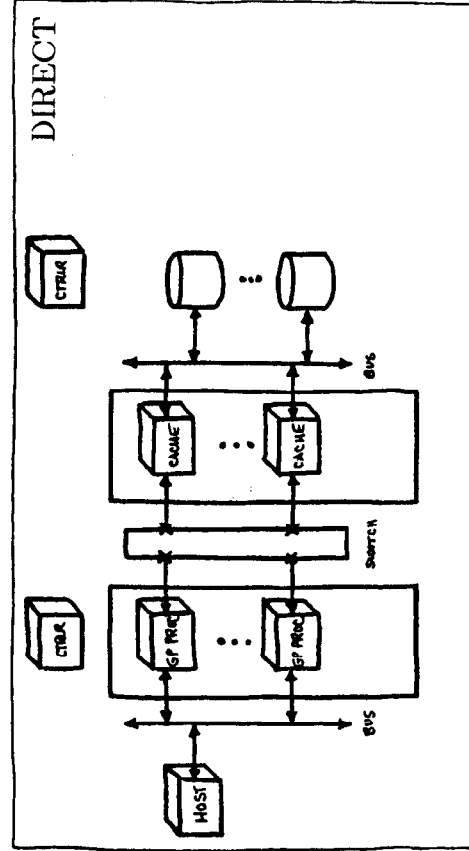 DIRECT
CTRLR
CTRLR
HOST
BUS
GP PROC
GP PROC
SWITCH
CACHE
CACHE
BUS